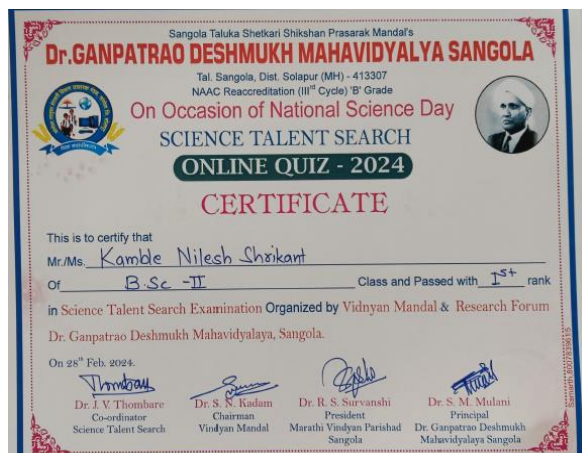 Sangola Taluka Shetkari Shikshan Prasarak Mandal's
Dr.GANPATRAO DESHMUKH MAHAVIDYALYA SANGOLA
Tal. Sangola, Dist. Solapur (MH) - 413307
NAAC Reaccreditation (IIIrd Cycle) 'B' Grade
On Occasion of National Science Day
SCIENCE TALENT SEARCH
ONLINE QUIZ - 2024
CERTIFICATE
This is to certify that
Mr./Ms. Kamble Nilesh Shrikant
Of B.Sc -II Class and Passed with Ist rank
in Science Talent Search Examination Organized by Vidnyan Mandal & Research Forum
Dr. Ganpatrao Deshmukh Mahavidyalaya, Sangola.
On 28th Feb. 2024.
Thombare
Dr. J. V. Thombare
Co-ordinator
Science Talent Search
Dr. S. N. Kadam
Chairman
Vindyan Mandal
Dr. R. S. Survanshi
President
Marathi Vindyan Parishad
Sangola
Dr. S. M. Mulani
Principal
Dr. Ganpatrao Deshmukh
Mahavidyalaya Sangola
Samarth.8007839615